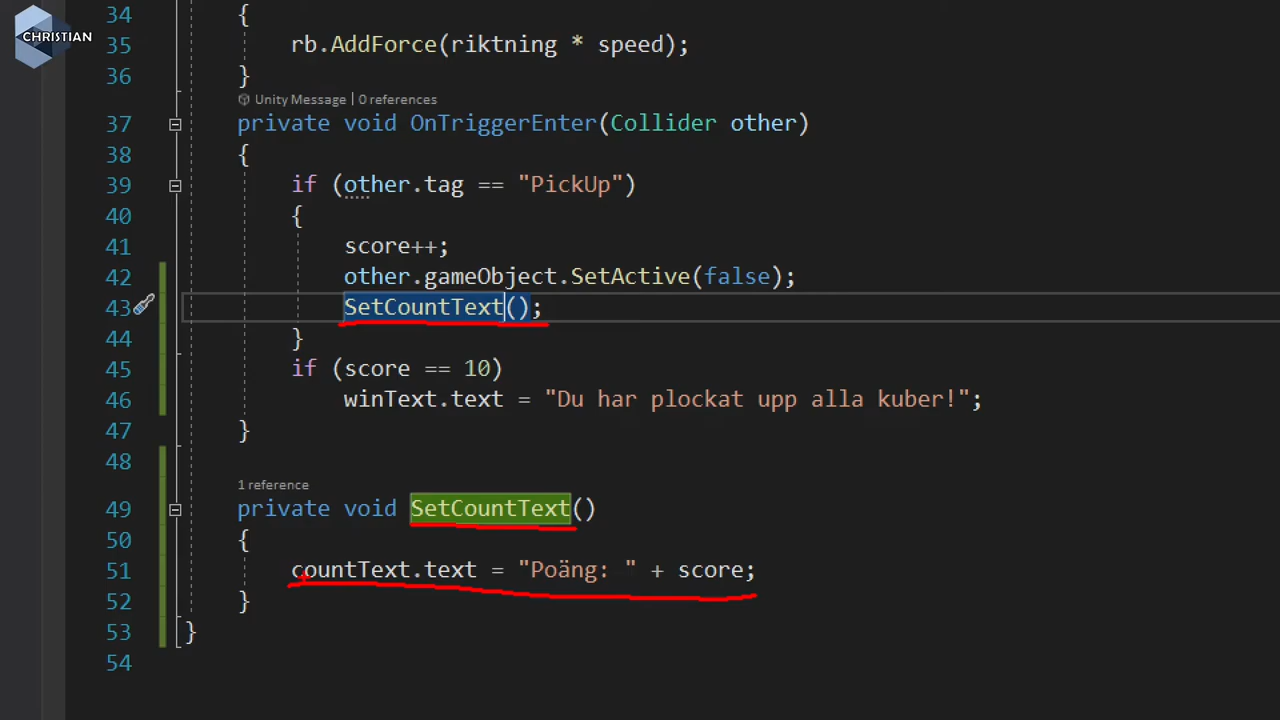 CHRISTIAN
34 {
35 rb.AddForce(riktning * speed);
36 }
Unity Message | 0 references
37 private void OnTriggerEnter(Collider other)
38 {
39 if (other.tag == "PickUp")
40 {
41 score++;
42 other.gameObject.SetActive(false);
43 SetCountText();
44 }
45 if (score == 10)
46 winText.text = "Du har plockat upp alla kuber!";
47 }
48
1 reference
49 private void SetCountText()
50 {
51 countText.text = "Poäng: " + score;
52 }
53 }
54